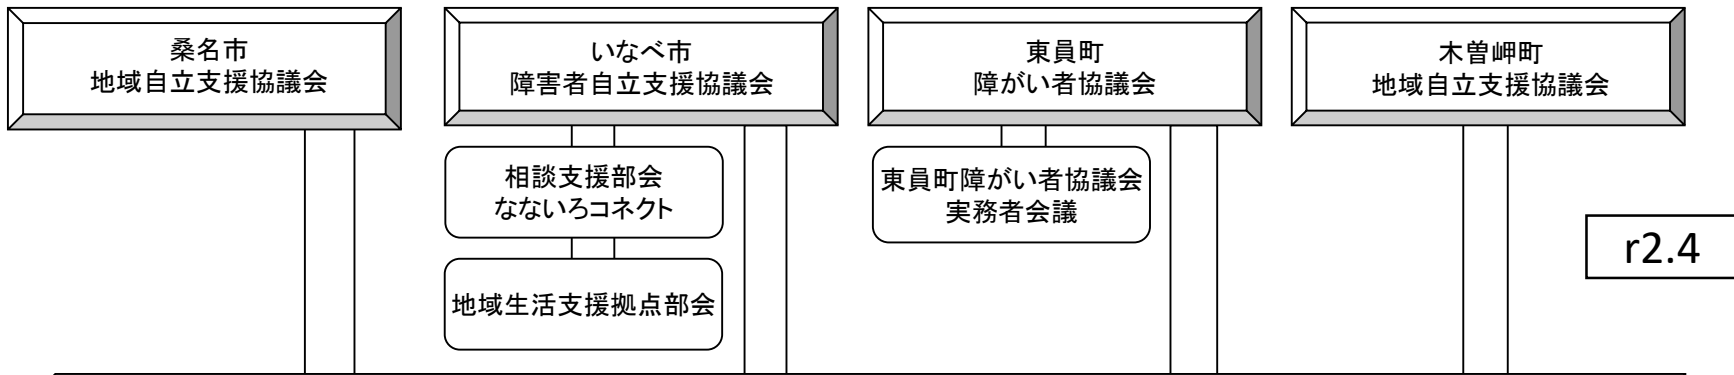 桑名市
地域自立支援協議会
いなべ市
障害者自立支援協議会
東員町
障がい者協議会
木曽岬町
地域自立支援協議会
相談支援部会
なないろコネクト
東員町障がい者協議会
実務者会議
r2.4
地域生活支援拠点部会